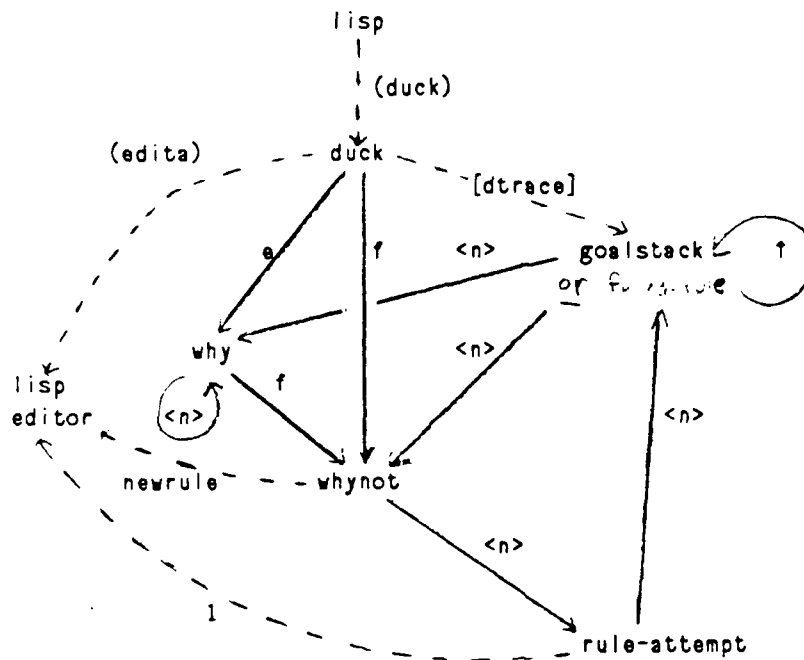 lisp
(duck)
(edita)
duck
[dtrace]
e
f
<n>
goalstack
↑
or
why
<n>
f
<n>
<n>
lisp
editor
<n>
newrule
whynot
<n>
1
rule-attempt